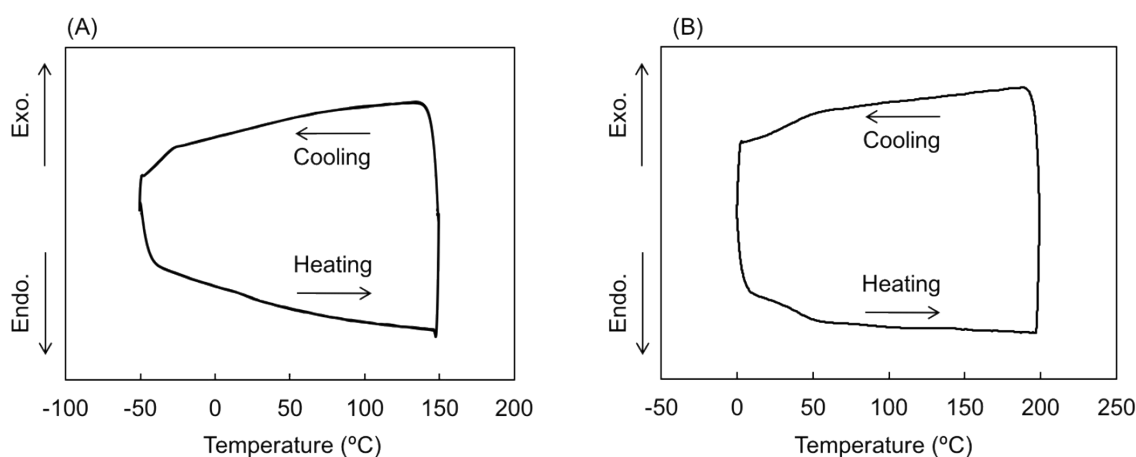 (A)
Exo.
Endo.
Cooling
Heating
-100 -50 0 50 100 150 200
Temperature (ºC)
(B)
Exo.
Endo.
Cooling
Heating
-50 0 50 100 150 200 250
Temperature (ºC)